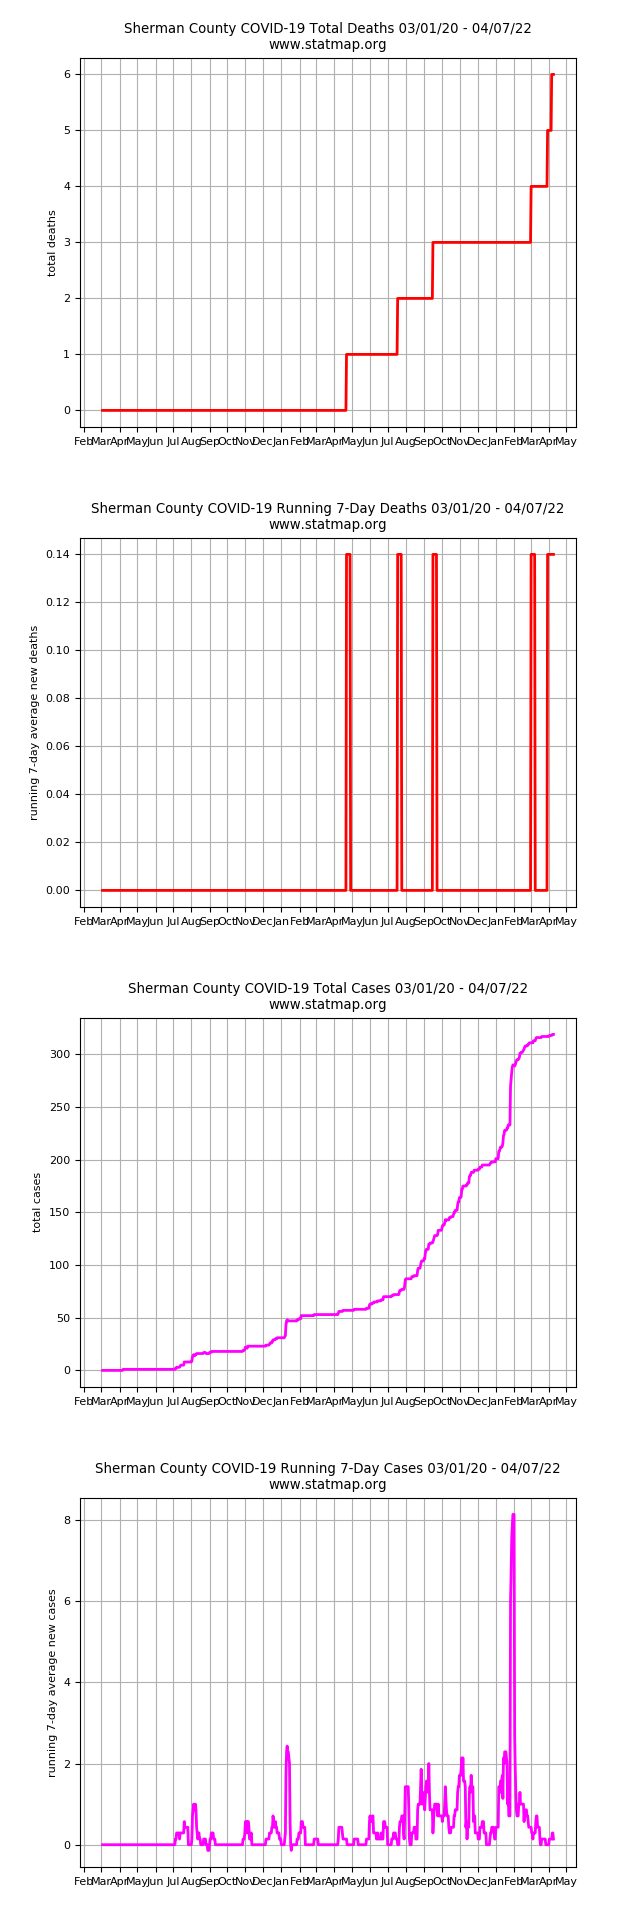 Sherman County COVID-19 Total Deaths 03/01/20 - 04/07/22
www.statmap.org
6
5
4
3
2
1
0
total deaths
Feb Mar Apr May Jun Jul Aug Sep Oct Nov Dec Jan Feb Mar Apr May Jun Jul Aug Sep Oct Nov Dec Jan Feb Mar Apr May
Sherman County COVID-19 Running 7-Day Deaths 03/01/20 - 04/07/22
www.statmap.org
0.14
0.12
0.10
0.08
0.06
0.04
0.02
0.00
running 7-day average new deaths
Feb Mar Apr May Jun Jul Aug Sep Oct Nov Dec Jan Feb Mar Apr May Jun Jul Aug Sep Oct Nov Dec Jan Feb Mar Apr May
Sherman County COVID-19 Total Cases 03/01/20 - 04/07/22
www.statmap.org
300
250
200
150
100
50
0
total cases
Feb Mar Apr May Jun Jul Aug Sep Oct Nov Dec Jan Feb Mar Apr May Jun Jul Aug Sep Oct Nov Dec Jan Feb Mar Apr May
Sherman County COVID-19 Running 7-Day Cases 03/01/20 - 04/07/22
www.statmap.org
8
6
4
2
0
running 7-day average new cases
Feb Mar Apr May Jun Jul Aug Sep Oct Nov Dec Jan Feb Mar Apr May Jun Jul Aug Sep Oct Nov Dec Jan Feb Mar Apr May